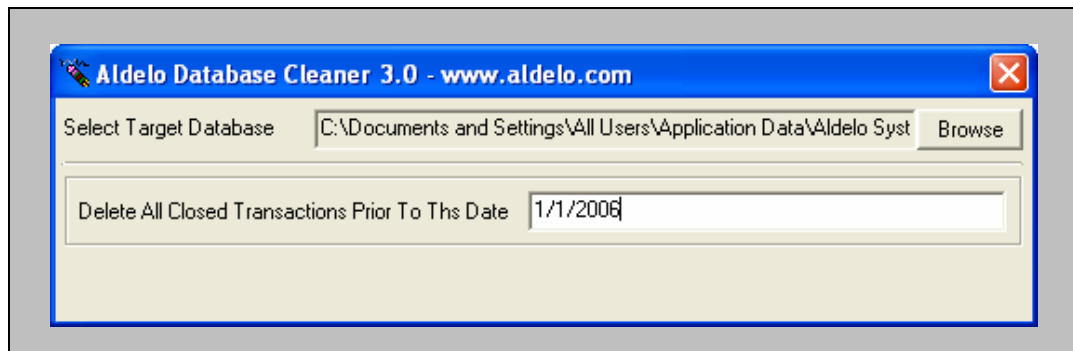 Aldelo Database Cleaner 3.0 - www.aldelo.com
Select Target Database C:\Documents and Settings\All Users\Application Data\Aldelo Syst Browse
Delete All Closed Transactions Prior To Ths Date 1/1/2006